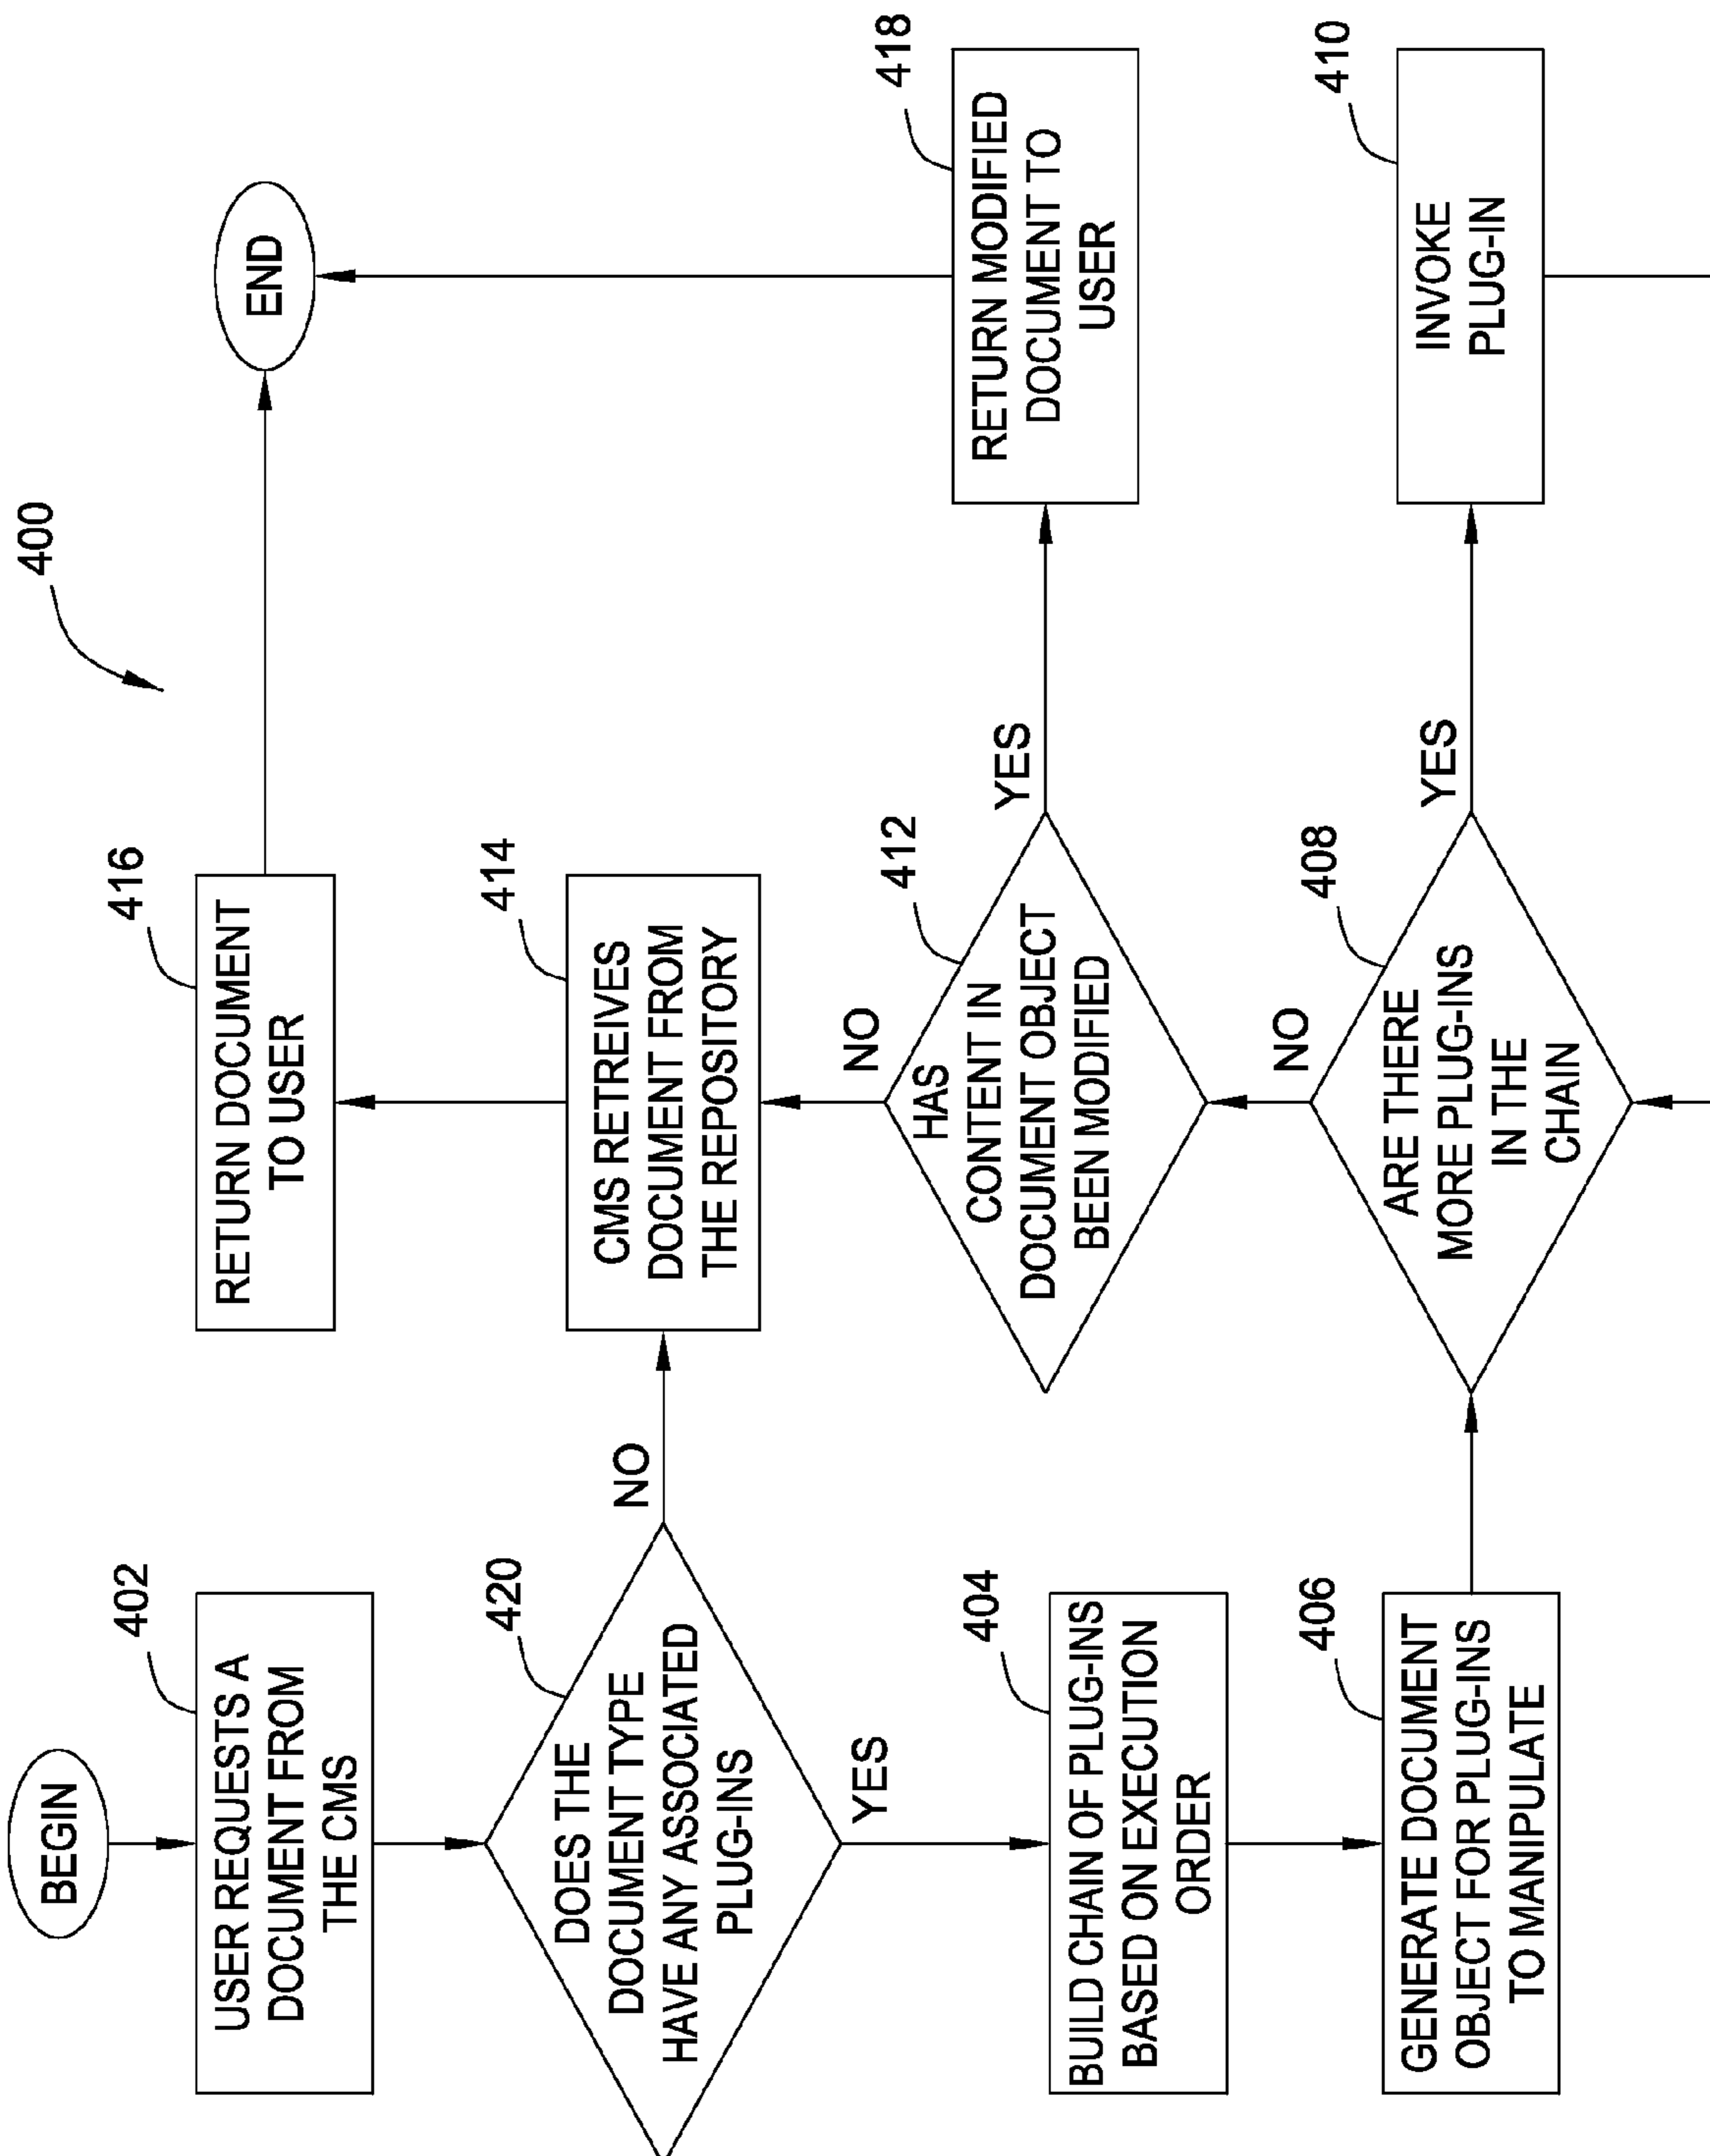 400
BEGIN
402
USER REQUESTS A
DOCUMENT FROM
THE CMS
420
DOES THE
DOCUMENT TYPE
HAVE ANY ASSOCIATED
PLUG-INS
NO
YES
404
BUILD CHAIN OF PLUG-INS
BASED ON EXECUTION
ORDER
406
GENERATE DOCUMENT
OBJECT FOR PLUG-INS
TO MANIPULATE
416
RETURN DOCUMENT
TO USER
414
CMS RETREIVES
DOCUMENT FROM
THE REPOSITORY
NO
412
HAS
CONTENT IN
DOCUMENT OBJECT
BEEN MODIFIED
YES
NO
408
ARE THERE
MORE PLUG-INS
IN THE
CHAIN
YES
END
418
RETURN MODIFIED
DOCUMENT TO
USER
410
INVOKE
PLUG-IN